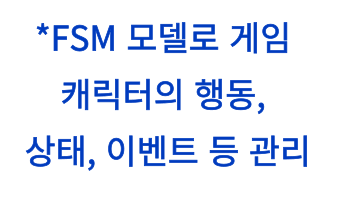 *FSM 모델로 게임
캐릭터의 행동,
상태, 이벤트 등 관리